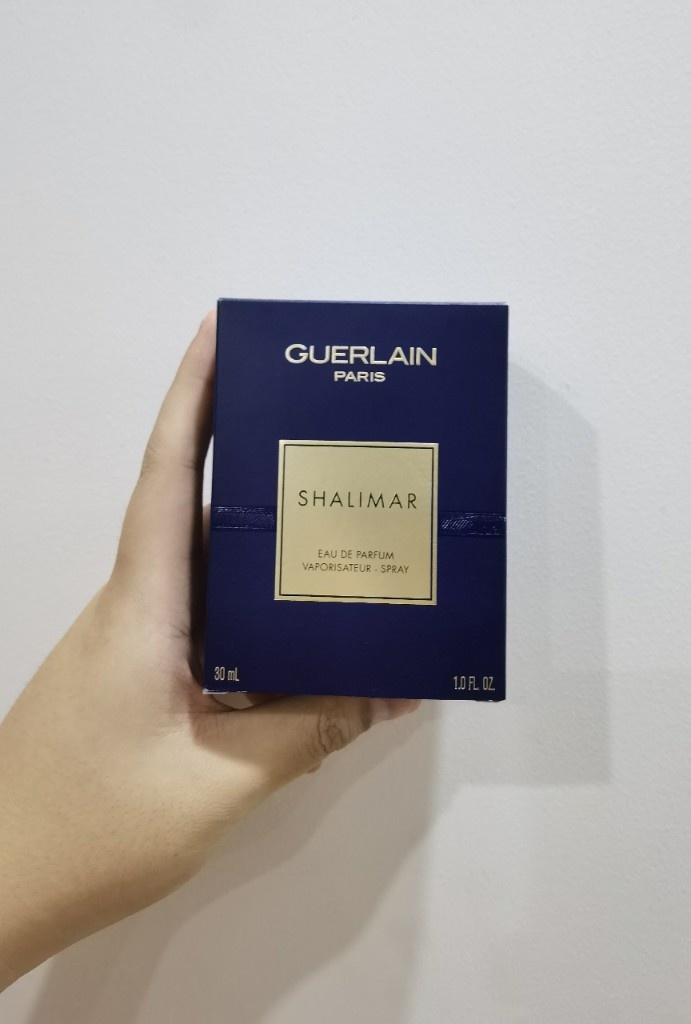 GUERLAIN
PARIS
SHALIMAR
EAU DE PARFUM
VAPORISATEUR - SPRAY
30 mL
1.0 FL. OZ.